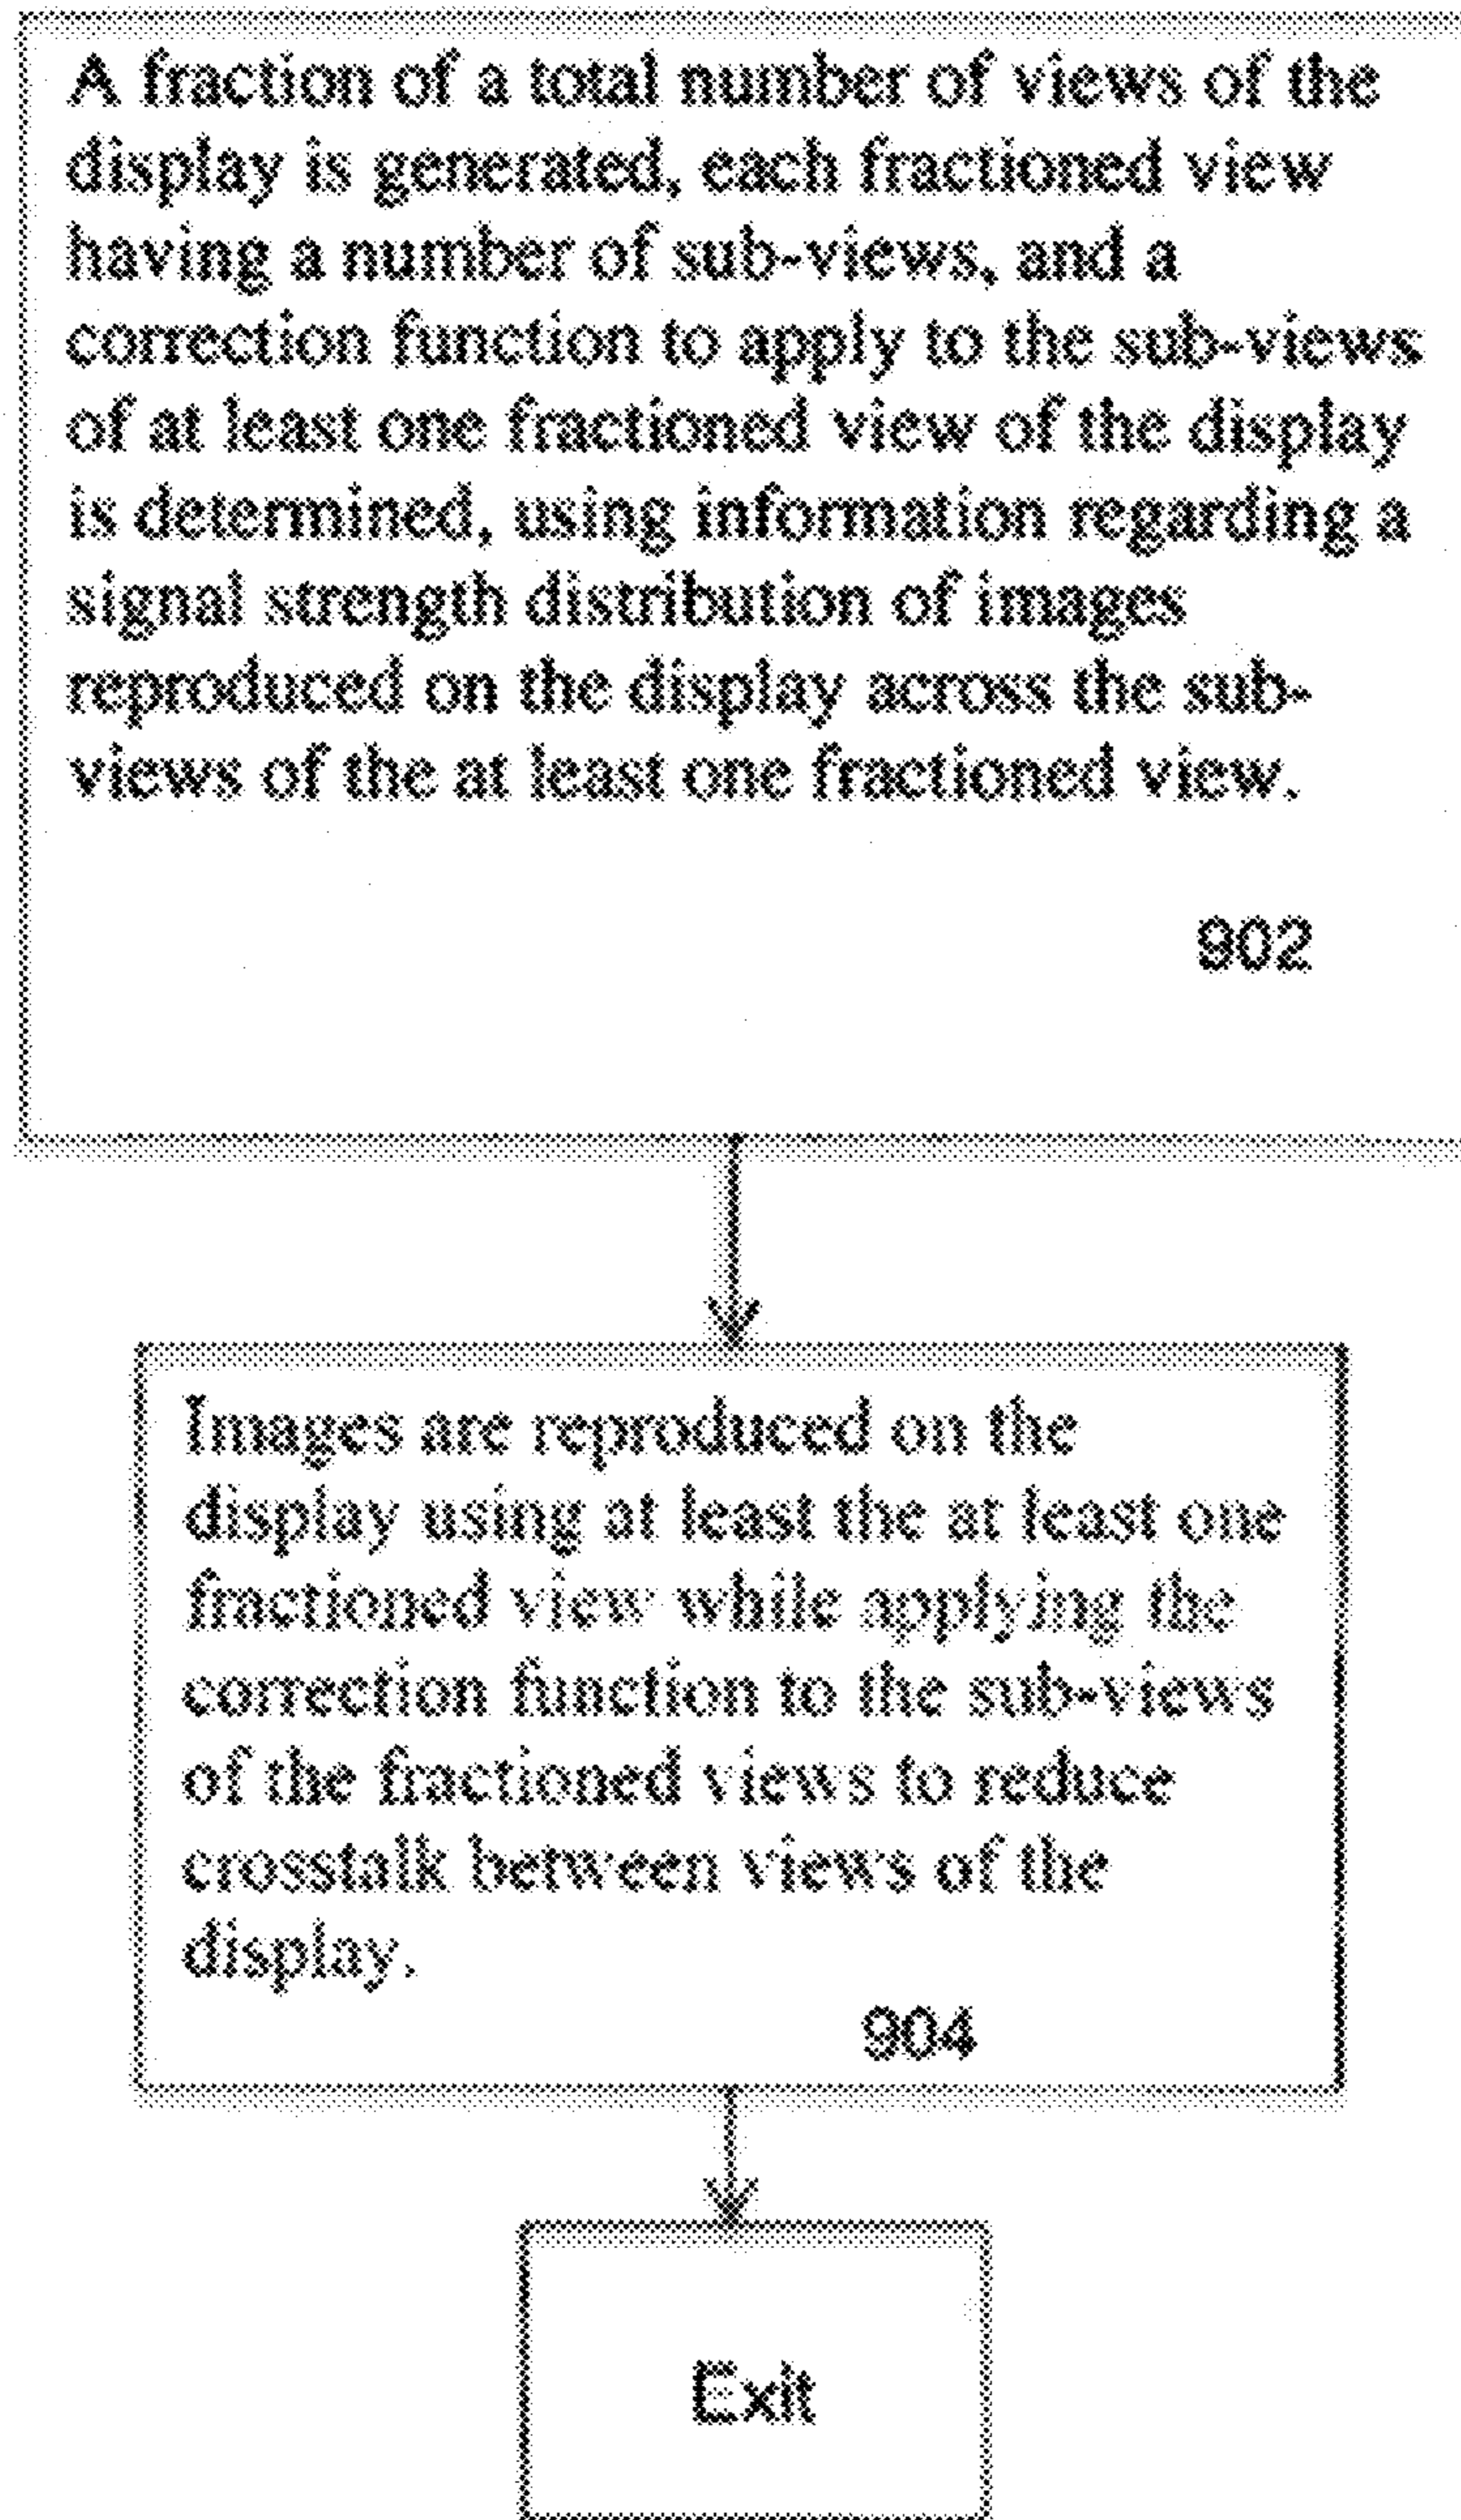 A fraction of a total number of views of the
display is generated, each fractioned view
having a number of sub-views, and a
correction function to apply to the sub-views
of at least one fractioned view of the display
is determined, using information regarding a
signal strength distribution of images
reproduced on the display across the sub-
views of the at least one fractioned view.
902
Images are reproduced on the
display using at least the at least one
fractioned view while applying the
correction function to the sub-views
of the fractioned views to reduce
crosstalk between views of the
display.
904
Exit